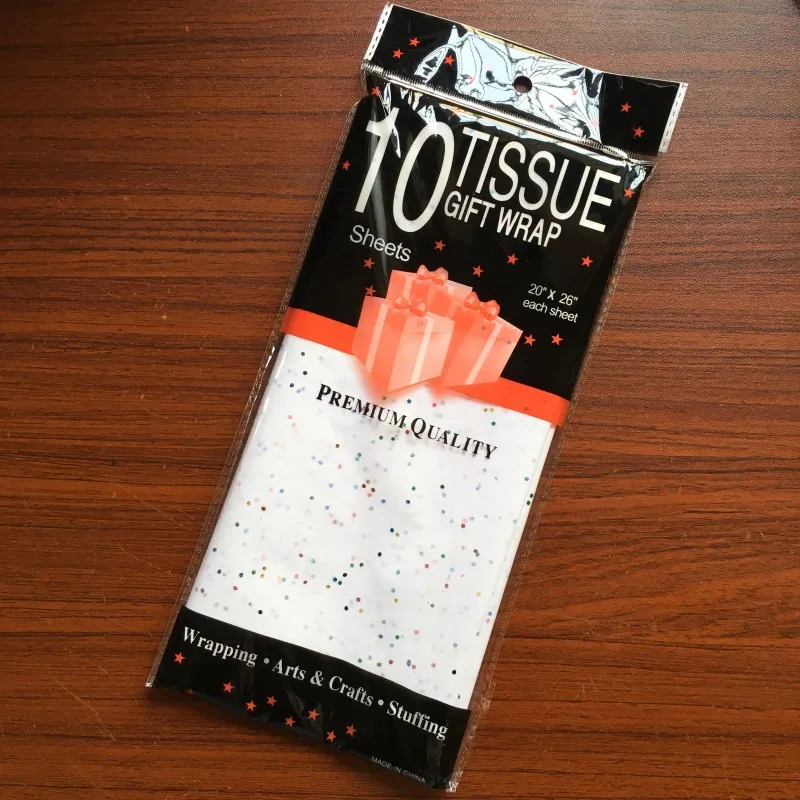 10 TISSUE
GIFT WRAP
Sheets
20" X 26"
each sheet
PREMIUM QUALITY
Wrapping • Arts & Crafts • Stuffing
MADE IN CHINA